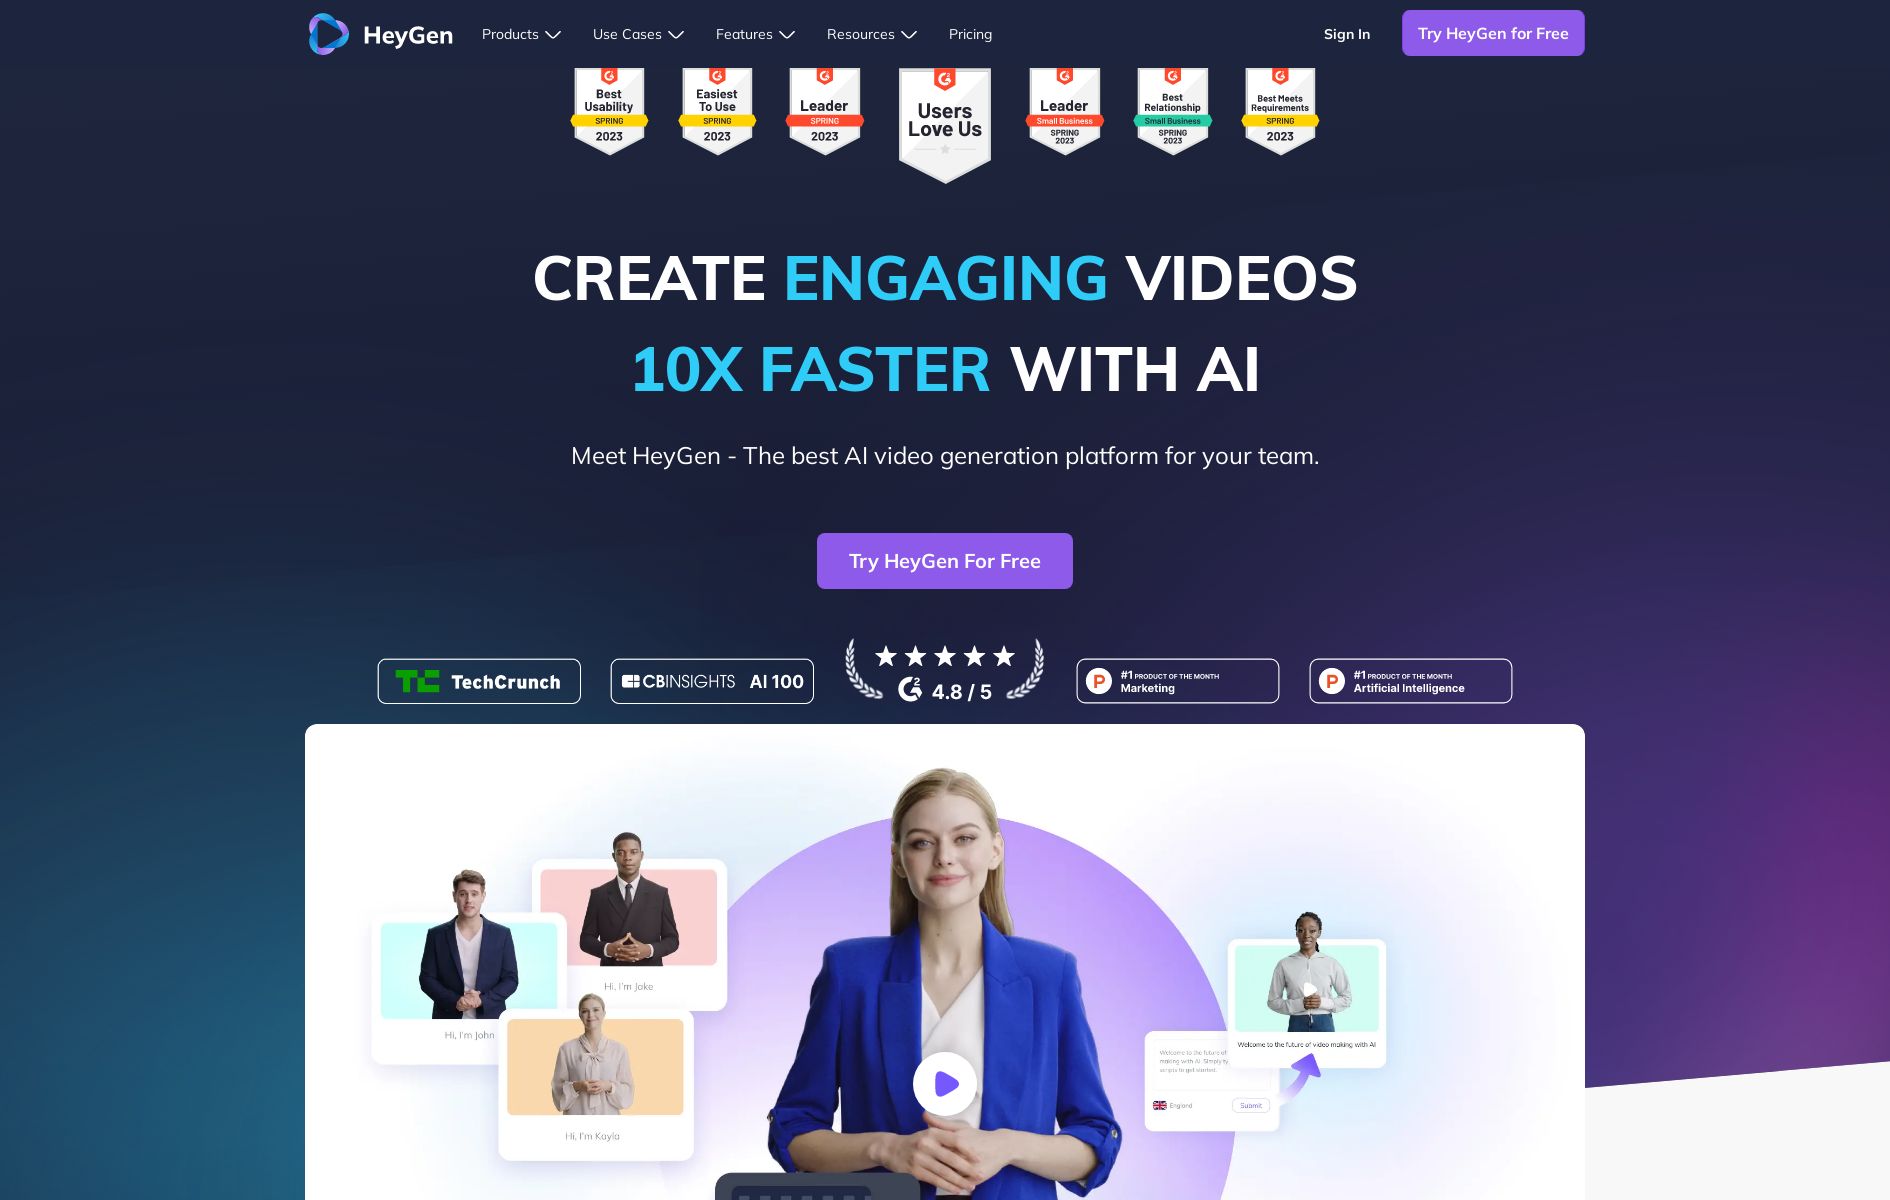 HeyGen
Products
Use Cases
Features
Resources
Pricing
Sign In
Try HeyGen for Free
Best
Usability
SPRING
2023
Easiest
To Use
SPRING
2023
Leader
SPRING
2023
Users
Love Us
Leader
Small Business
SPRING
2023
Best
Relationship
Small Business
SPRING
2023
Best Meets
Requirements
SPRING
2023
CREATE ENGAGING VIDEOS
10X FASTER WITH AI
Meet HeyGen - The best AI video generation platform for your team.
Try HeyGen For Free
TC TechCrunch
CBINSIGHTS AI 100
G2 4.8 / 5
P #1 PRODUCT OF THE MONTH
Marketing
P #1 PRODUCT OF THE MONTH
Artificial Intelligence
Hi, I'm Jake
Hi, I'm John
Hi, I'm Kayla
Welcome to the future of video making with AI
Welcome to the future of
making with AI. Simply ty
scripts to get started.
England
Submit